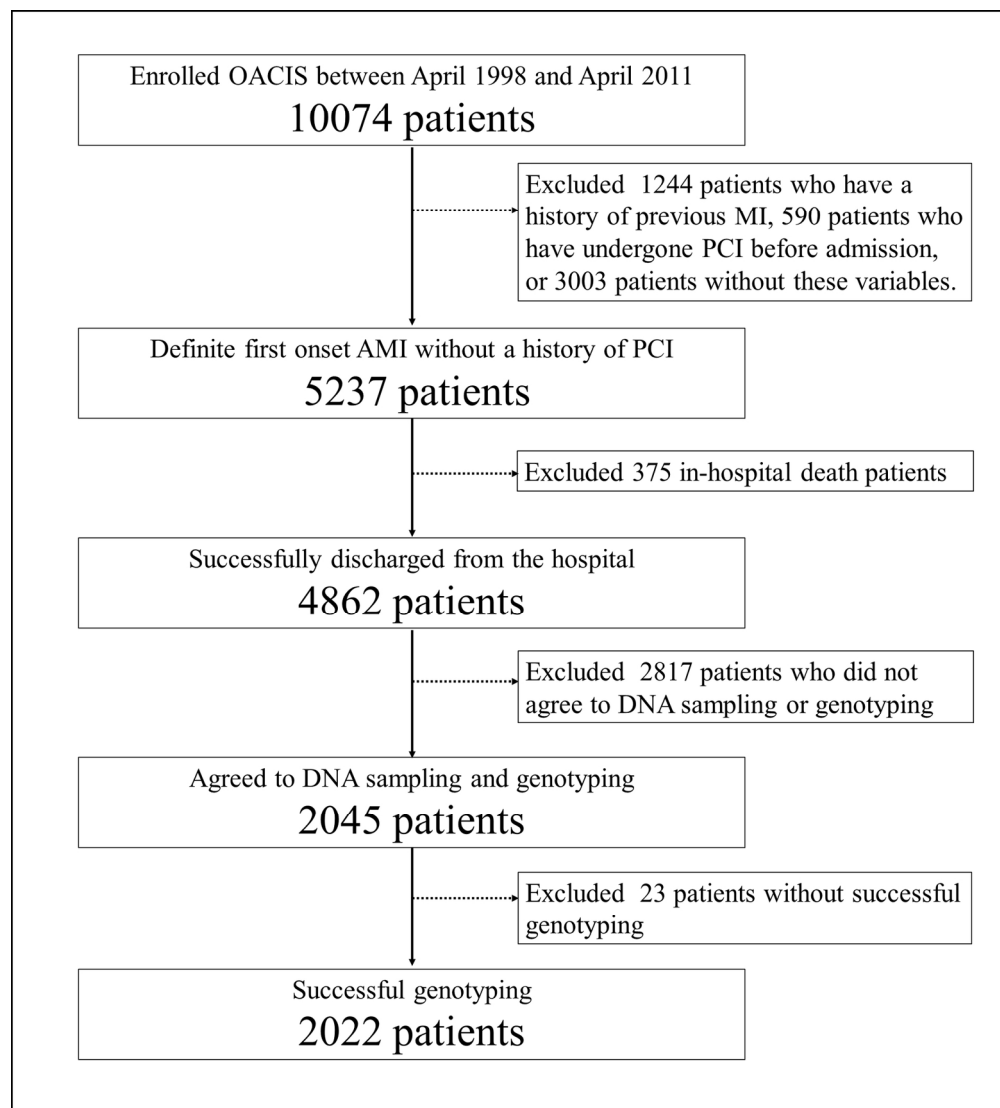 Enrolled OACIS between April 1998 and April 2011
10074 patients
Excluded 1244 patients who have a
history of previous MI, 590 patients who
have undergone PCI before admission,
or 3003 patients without these variables.
Definite first onset AMI without a history of PCI
5237 patients
Excluded 375 in-hospital death patients
Successfully discharged from the hospital
4862 patients
Excluded 2817 patients who did not
agree to DNA sampling or genotyping
Agreed to DNA sampling and genotyping
2045 patients
Excluded 23 patients without successful
genotyping
Successful genotyping
2022 patients